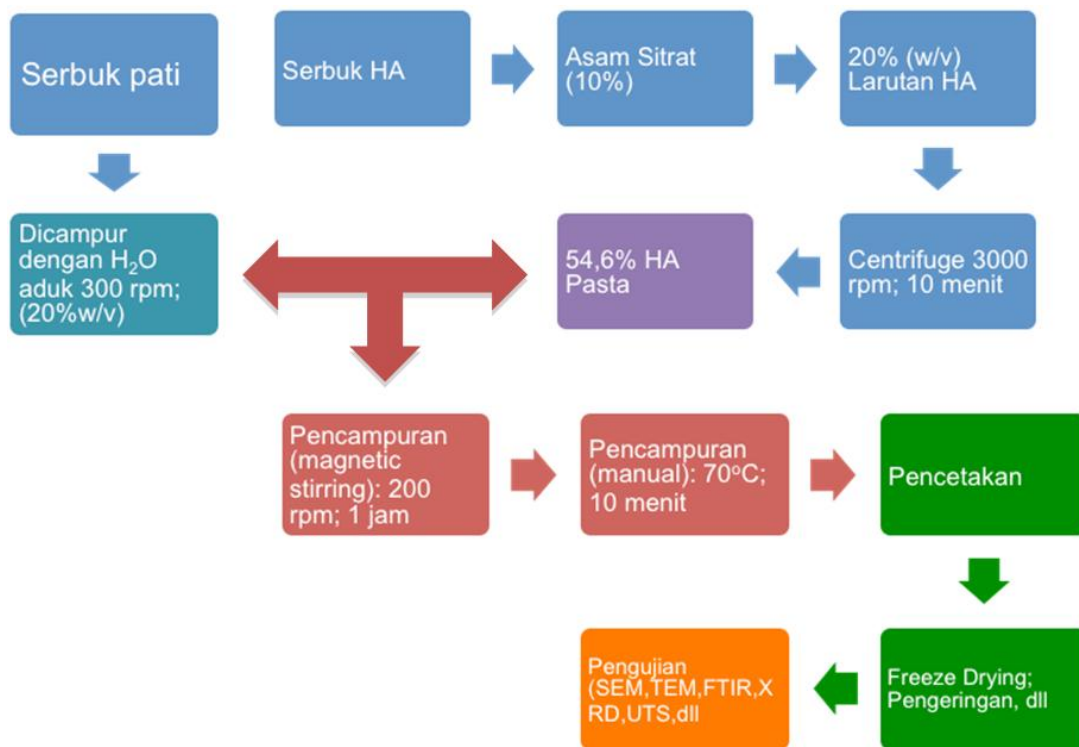 Serbuk pati
Serbuk HA
Asam Sitrat
(10%)
20% (w/v)
Larutan HA
Dicampur
dengan H₂O
aduk 300 rpm;
(20%w/v)
54,6% HA
Pasta
Centrifuge 3000
rpm; 10 menit
Pencampuran
(magnetic
stirring): 200
rpm; 1 jam
Pencampuran
(manual): 70°C;
10 menit
Pencetakan
Pengujian
(SEM,TEM,FTIR,X
RD,UTS,dll
Freeze Drying;
Pengeringan, dll